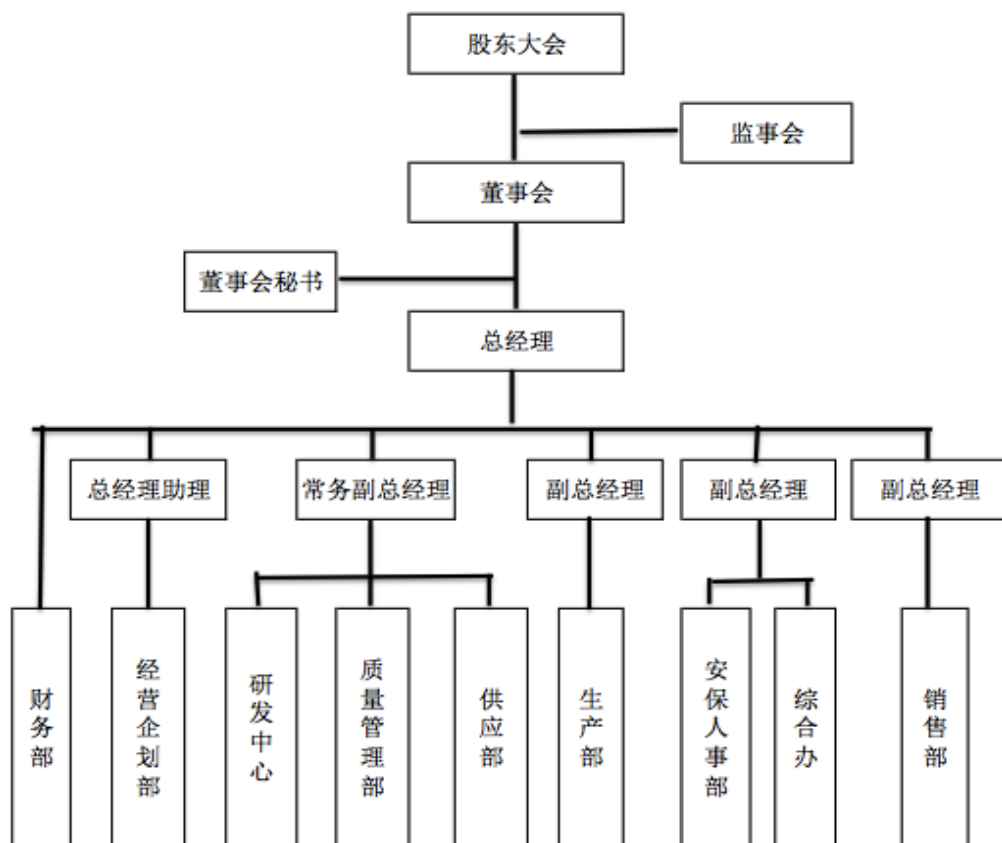 股东大会
监事会
董事会
董事会秘书
总经理
总经理助理
常务副总经理
副总经理
副总经理
副总经理
财务部
经营企划部
研发中心
质量管理部
供应部
生产部
安保人事部
综合办
销售部